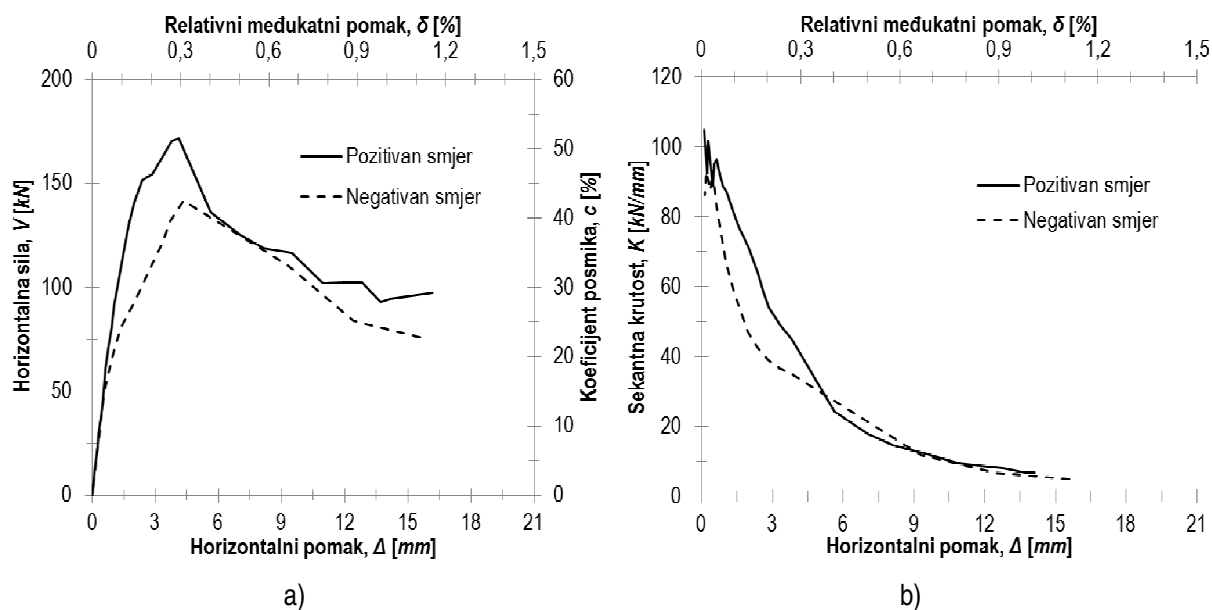 Relativni međukatni pomak, δ [%]
0 0,3 0,6 0,9 1,2 1,5
200 150 100 50 0
Horizontalna sila, V [kN]
60 50 40 30 20 10 0
Koeficijent posmika, c [%]
Pozitivan smjer
Negativan smjer
0 3 6 9 12 15 18 21
Horizontalni pomak, Δ [mm]
a)
Relativni međukatni pomak, δ [%]
0 0,3 0,6 0,9 1,2 1,5
120 100 80 60 40 20 0
Sekantna krutost, K [kN/mm]
Pozitivan smjer
Negativan smjer
0 3 6 9 12 15 18 21
Horizontalni pomak, Δ [mm]
b)